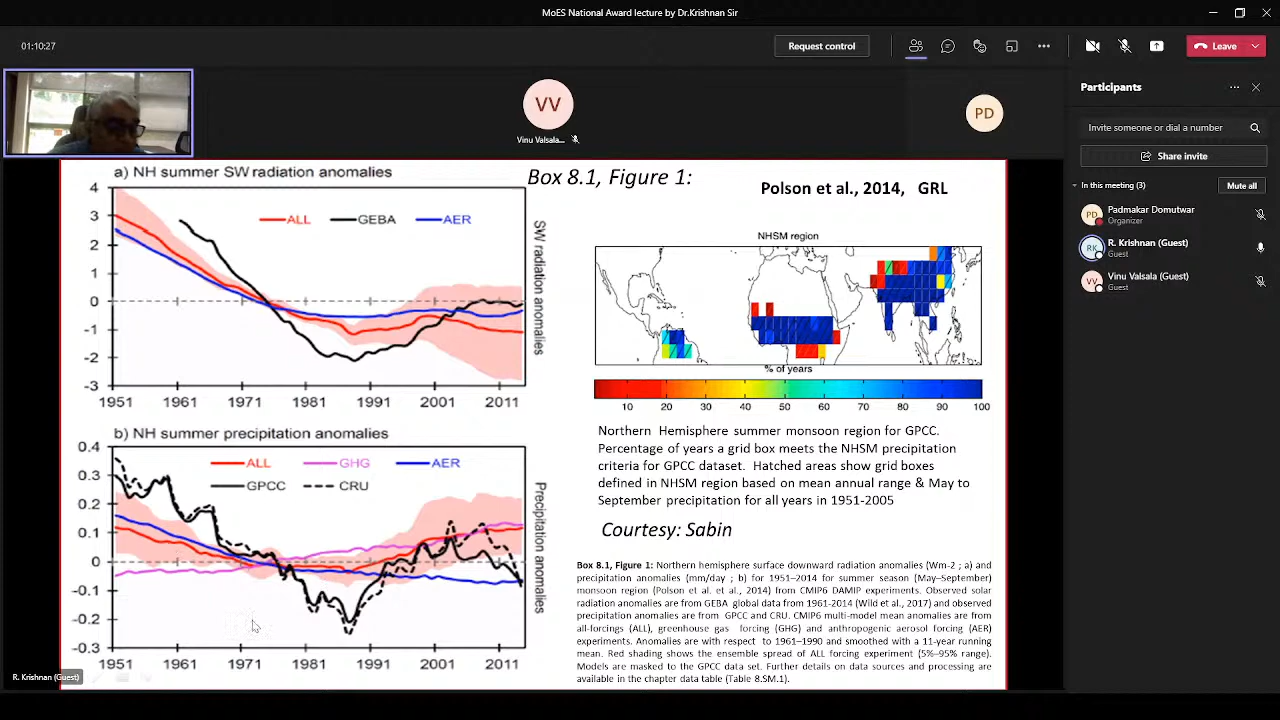 MoES National Award lecture by Dr.Krishnan Sir
01:10:27
Request control
Leave
VV
Vinu Valsala...
PD
Participants
Invite someone or dial a number
Share invite
In this meeting (3)
Mute all
PD
Padmakar Domutwar
Organizer
RK
R. Krishnan (Guest)
Guest
VV
Vinu Valsala (Guest)
Guest
a) NH summer SW radiation anomalies
ALL GEBA AER
4
3
2
1
0
-1
-2
-3
1951 1961 1971 1981 1991 2001 2011
SW radiation anomalies
b) NH summer precipitation anomalies
ALL GHG AER
GPCC CRU
0.4
0.3
0.2
0.1
0
-0.1
-0.2
-0.3
1951 1961 1971 1981 1991 2001 2011
Precipitation anomalies
R. Krishnan (Guest)
Box 8.1, Figure 1:
Polson et al., 2014, GRL
NHSM region
% of years
10 20 30 40 50 60 70 80 90 100
Northern Hemisphere summer monsoon region for GPCC.
Percentage of years a grid box meets the NHSM precipitation
criteria for GPCC dataset. Hatched areas show grid boxes
defined in NHSM region based on mean annual range & May to
September precipitation for all years in 1951-2005
Courtesy: Sabin
Box 8.1, Figure 1: Northern hemisphere surface downward radiation anomalies (Wm-2 ; a) and
precipitation anomalies (mm/day ; b) for 1951–2014 for summer season (May–September)
monsoon region (Polson et al. et al., 2014) from CMIP6 DAMIP experiments. Observed solar
radiation anomalies are from GEBA global data from 1961-2014 (Wild et al., 2017) and observed
precipitation anomalies are from GPCC and CRU. CMIP6 multi-model mean anomalies are from
all-forcings (ALL), greenhouse gas forcing (GHG) and anthropogenic aerosol forcing (AER)
experiments. Anomalies are with respect to 1961–1990 and smoothed with a 11-year running
mean. Red shading shows the ensemble spread of ALL forcing experiment (5%–95% range).
Models are masked to the GPCC data set. Further details on data sources and processing are
available in the chapter data table (Table 8.SM.1).